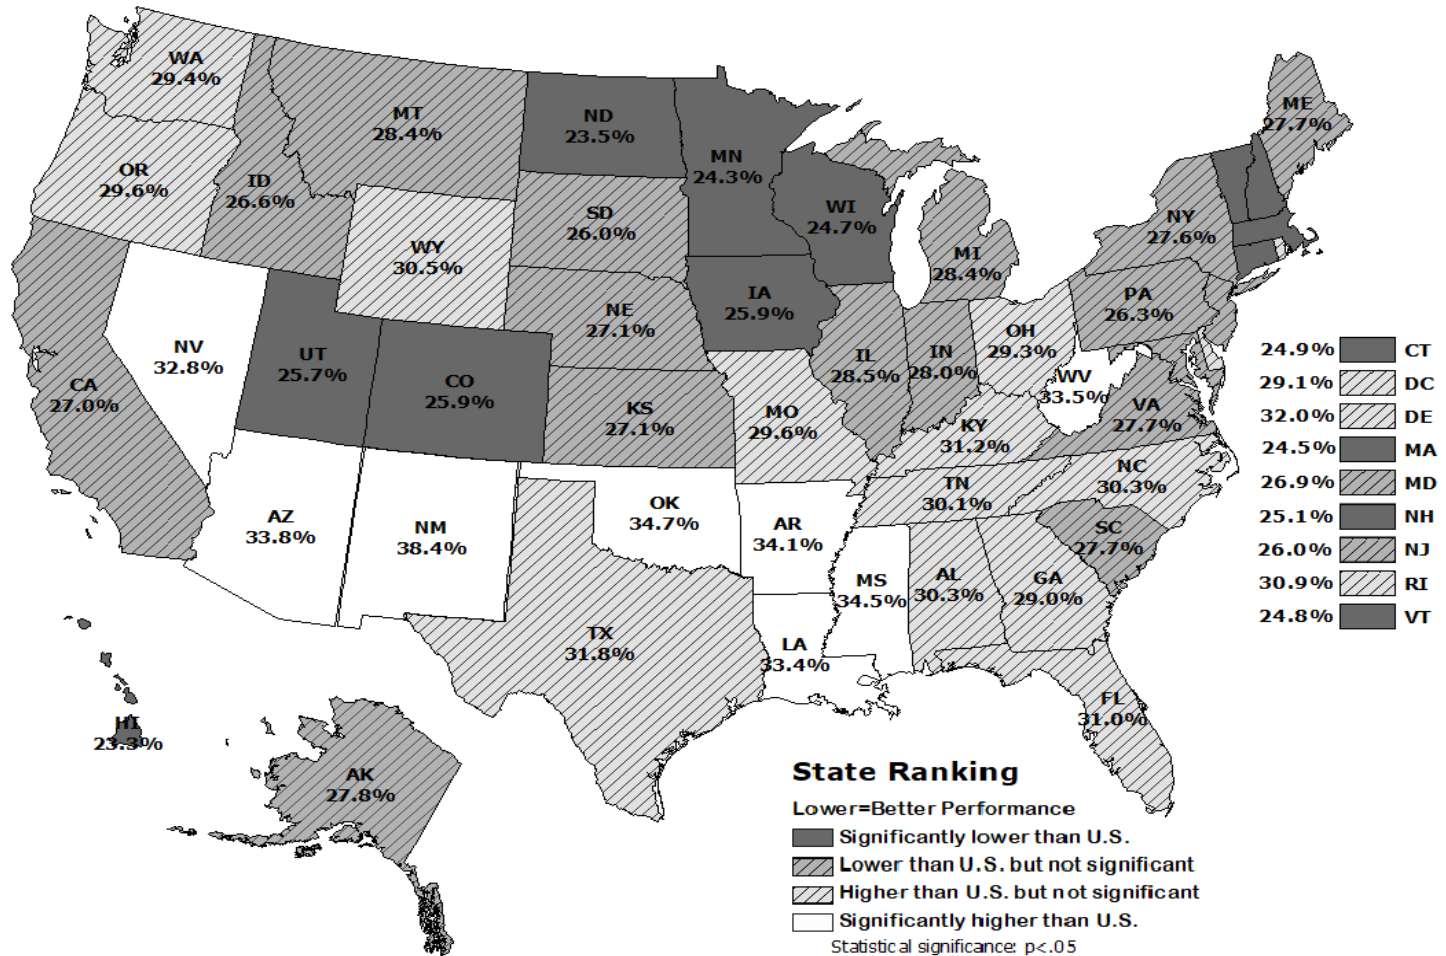 WA
29.4%
MT
28.4%
ND
23.5%
MN
24.3%
ME
27.7%
OR
29.6%
ID
26.6%
SD
26.0%
WI
24.7%
NY
27.6%
WY
30.5%
MI
28.4%
NE
27.1%
IA
25.9%
PA
26.3%
NV
32.8%
UT
25.7%
CO
25.9%
IL
28.5%
IN
28.0%
OH
29.3%
CA
27.0%
KS
27.1%
MO
29.6%
WV
33.5%
VA
27.7%
KY
31.2%
NC
30.3%
TN
30.1%
AZ
33.8%
NM
38.4%
OK
34.7%
AR
34.1%
SC
27.7%
MS
34.5%
AL
30.3%
GA
29.0%
TX
31.8%
LA
33.4%
FL
31.0%
HI
23.3%
AK
27.8%
24.9% CT
29.1% DC
32.0% DE
24.5% MA
26.9% MD
25.1% NH
26.0% NJ
30.9% RI
24.8% VT
State Ranking
Lower=Better Performance
Significantly lower than U.S.
Lower than U.S. but not significant
Higher than U.S. but not significant
Significantly higher than U.S.
Statistical significance: p<.05